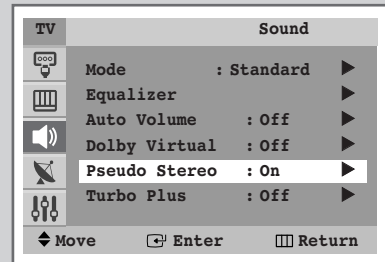 TV Sound
Mode : Standard ▶
Equalizer ▶
Auto Volume : Off ▶
Dolby Virtual : Off ▶
Pseudo Stereo : On ▶
Turbo Plus : Off ▶
Move Enter Return